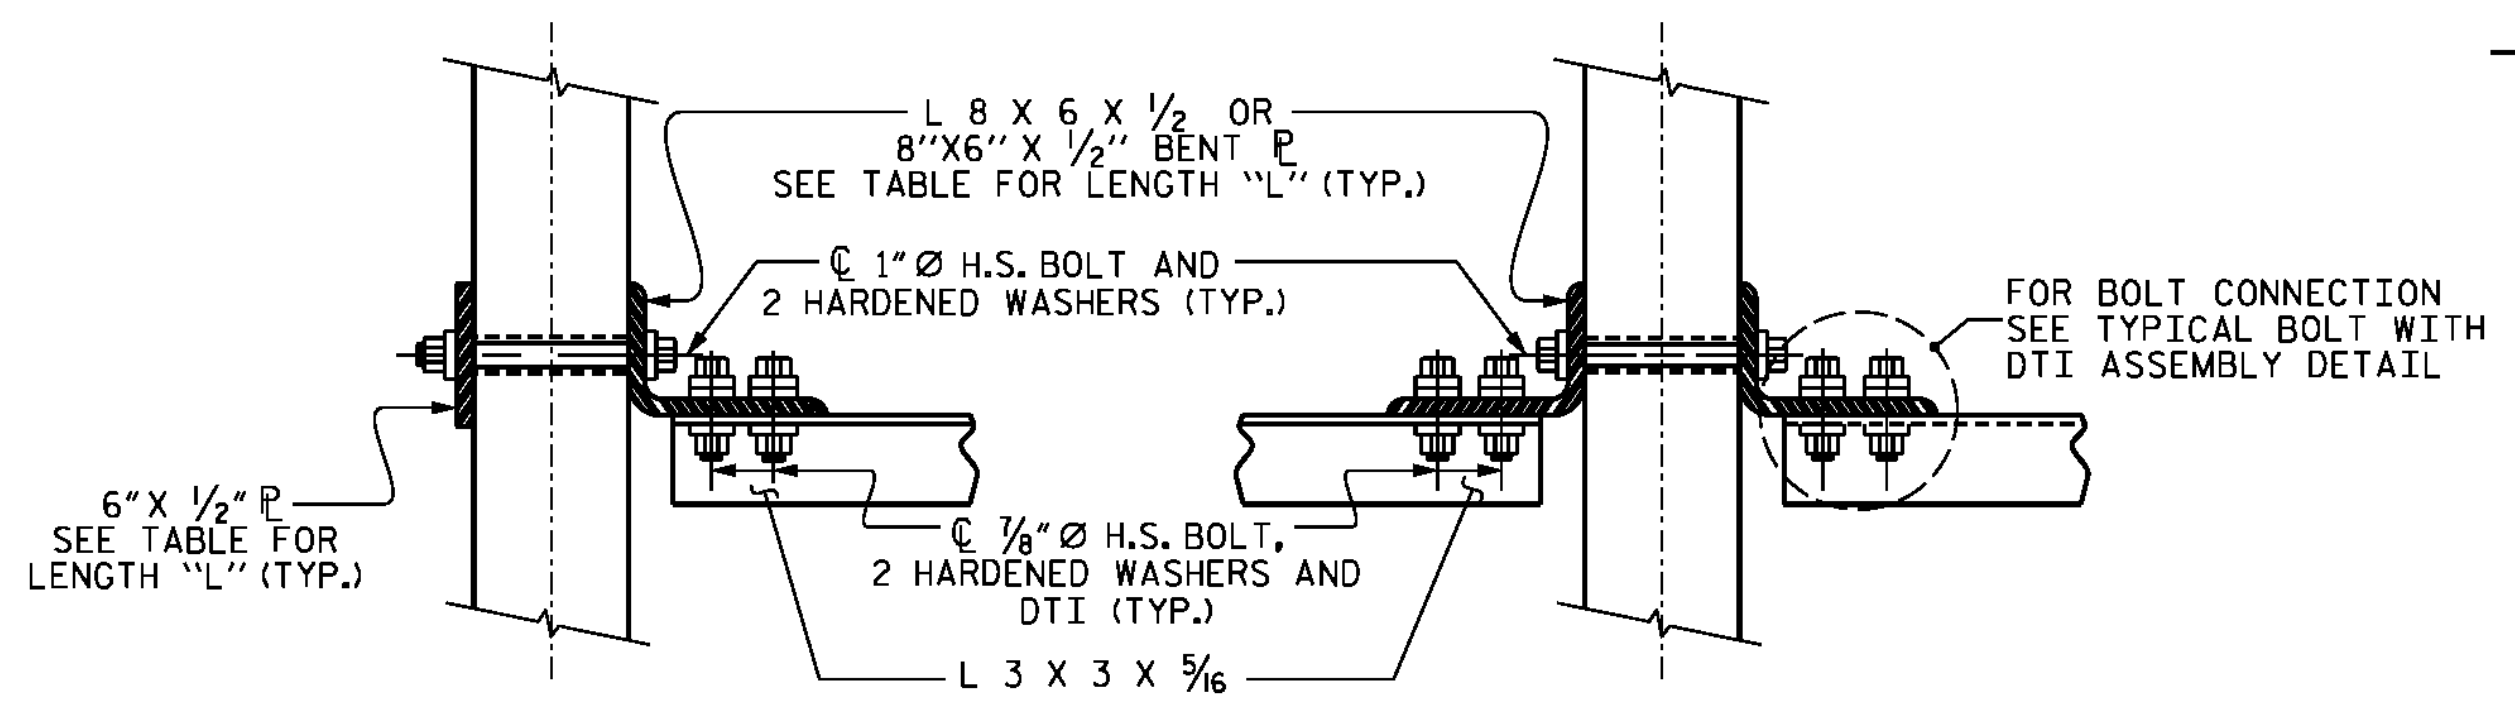 L 8 X 6 X 1/2 OR
8"X6" X 1/2" BENT ⅊
SEE TABLE FOR LENGTH "L" (TYP.)
℄ 1" Ø H.S. BOLT AND
2 HARDENED WASHERS (TYP.)
FOR BOLT CONNECTION
SEE TYPICAL BOLT WITH
DTI ASSEMBLY DETAIL
6" X 1/2" ⅊
SEE TABLE FOR
LENGTH "L" (TYP.)
℄ 7/8" Ø H.S. BOLT,
2 HARDENED WASHERS AND
DTI (TYP.)
L 3 X 3 X 5/16